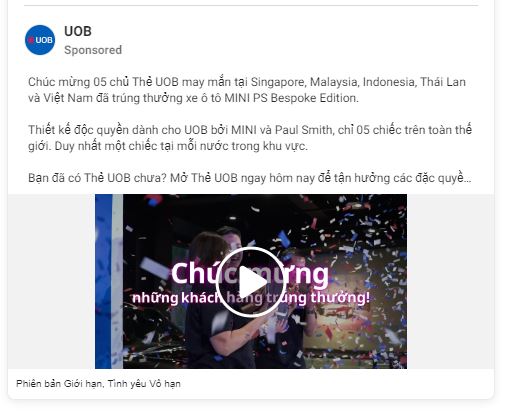 UOB
Sponsored
UOB
Chúc mừng 05 chủ Thẻ UOB may mắn tại Singapore, Malaysia, Indonesia, Thái Lan
và Việt Nam đã trúng thưởng xe ô tô MINI PS Bespoke Edition.
Thiết kế độc quyền dành cho UOB bởi MINI và Paul Smith, chỉ 05 chiếc trên toàn thế
giới. Duy nhất một chiếc tại mỗi nước trong khu vực.
Bạn đã có Thẻ UOB chưa? Mở Thẻ UOB ngay hôm nay để tận hưởng các đặc quyề...
Chúc mừng
những khách hàng trúng thưởng!
Phiên bản Giới hạn, Tình yêu Vô hạn